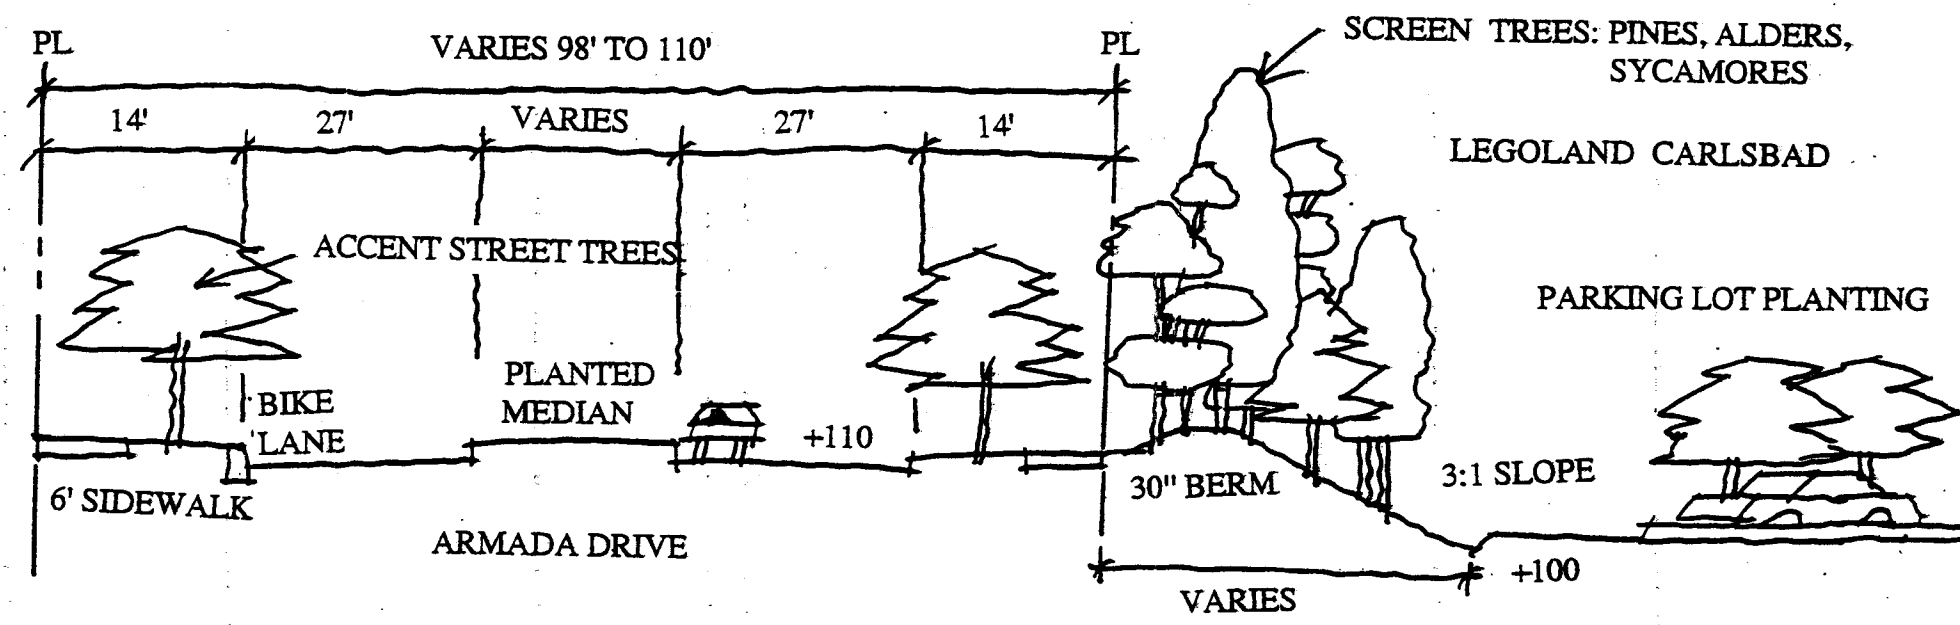 PL
VARIES 98' TO 110'
PL
SCREEN TREES: PINES, ALDERS,
SYCAMORES
14'
27'
VARIES
27'
14'
LEGOLAND CARLSBAD
ACCENT STREET TREES
PARKING LOT PLANTING
PLANTED
MEDIAN
BIKE
LANE
+110
6' SIDEWALK
30" BERM
3:1 SLOPE
ARMADA DRIVE
+100
VARIES